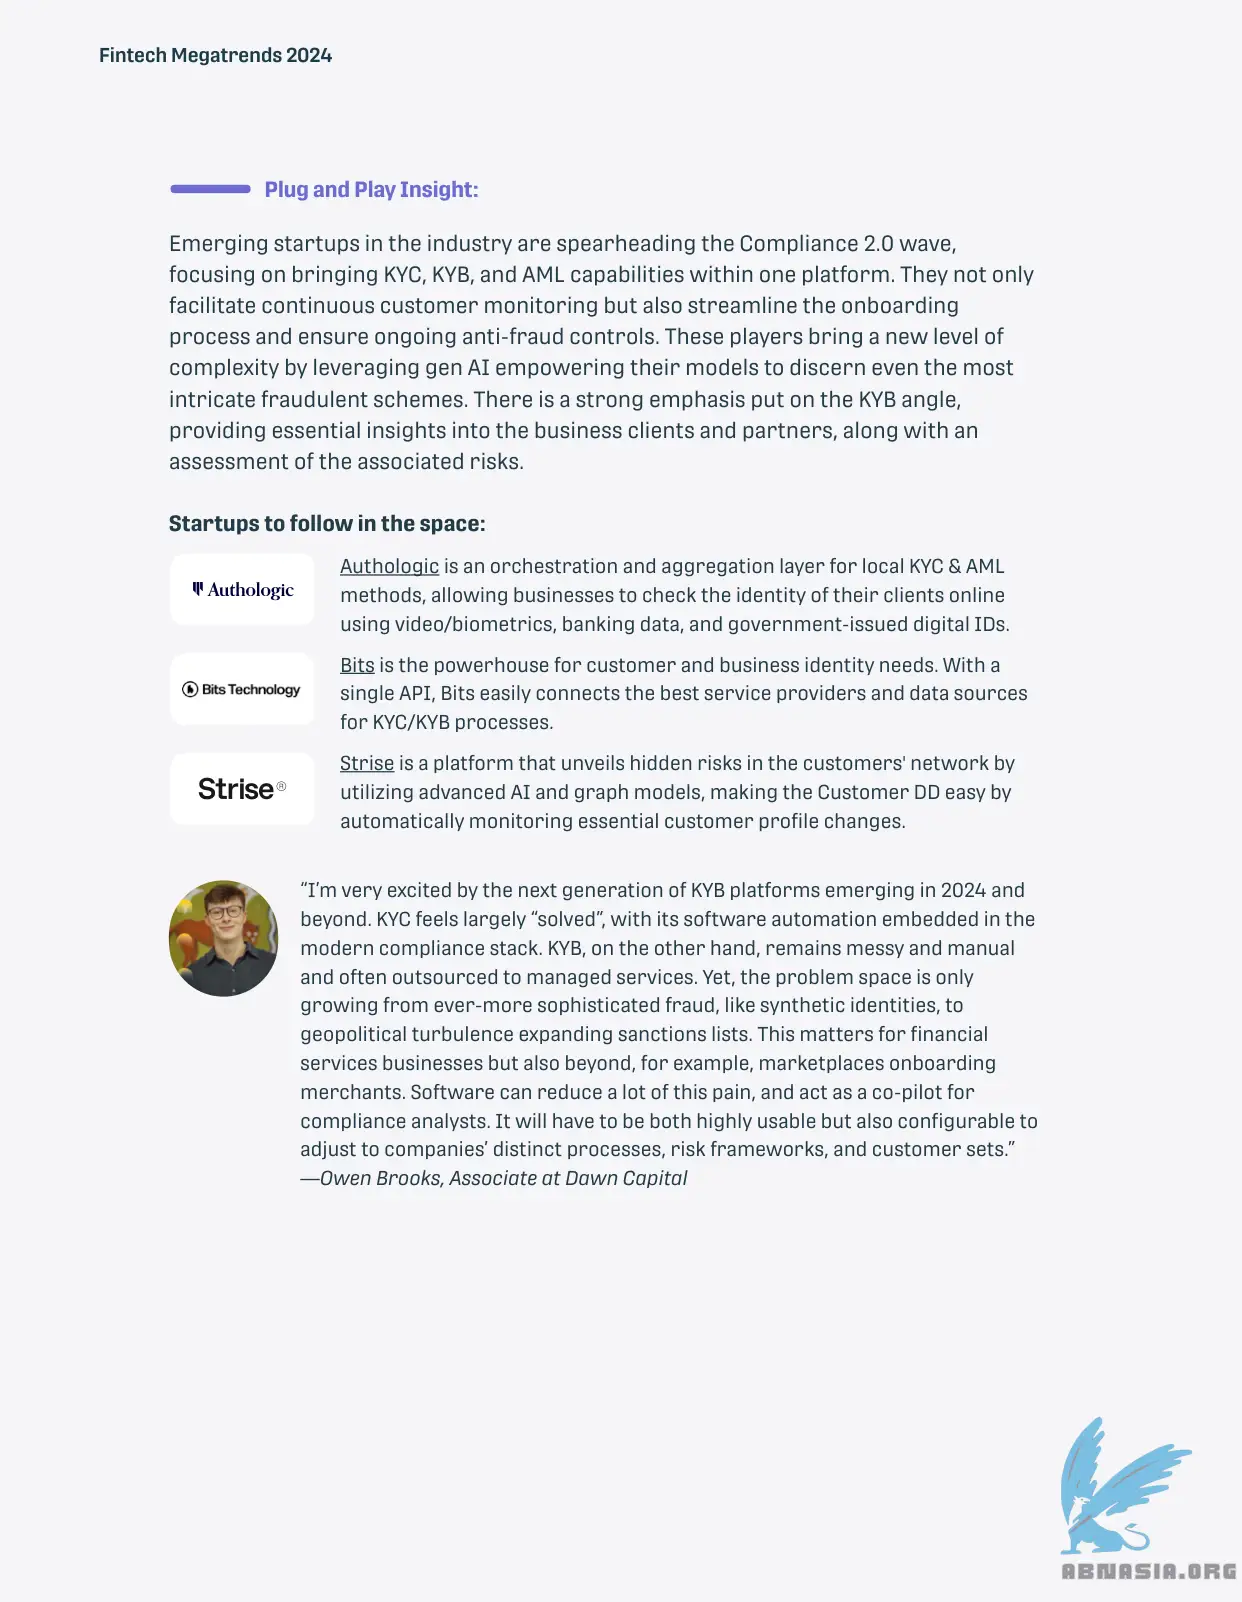 Fintech Megatrends 2024
Plug and Play Insight:
Emerging startups in the industry are spearheading the Compliance 2.0 wave,
focusing on bringing KYC, KYB, and AML capabilities within one platform. They not only
facilitate continuous customer monitoring but also streamline the onboarding
process and ensure ongoing anti-fraud controls. These players bring a new level of
complexity by leveraging gen AI empowering their models to discern even the most
intricate fraudulent schemes. There is a strong emphasis put on the KYB angle,
providing essential insights into the business clients and partners, along with an
assessment of the associated risks.
Startups to follow in the space:
Authologic
Authologic is an orchestration and aggregation layer for local KYC & AML
methods, allowing businesses to check the identity of their clients online
using video/biometrics, banking data, and government-issued digital IDs.
Bits Technology
Bits is the powerhouse for customer and business identity needs. With a
single API, Bits easily connects the best service providers and data sources
for KYC/KYB processes.
Strise®
Strise is a platform that unveils hidden risks in the customers' network by
utilizing advanced AI and graph models, making the Customer DD easy by
automatically monitoring essential customer profile changes.
“I’m very excited by the next generation of KYB platforms emerging in 2024 and
beyond. KYC feels largely “solved”, with its software automation embedded in the
modern compliance stack. KYB, on the other hand, remains messy and manual
and often outsourced to managed services. Yet, the problem space is only
growing from ever-more sophisticated fraud, like synthetic identities, to
geopolitical turbulence expanding sanctions lists. This matters for financial
services businesses but also beyond, for example, marketplaces onboarding
merchants. Software can reduce a lot of this pain, and act as a co-pilot for
compliance analysts. It will have to be both highly usable but also configurable to
adjust to companies’ distinct processes, risk frameworks, and customer sets.”
—Owen Brooks, Associate at Dawn Capital
ABNASIA.ORG